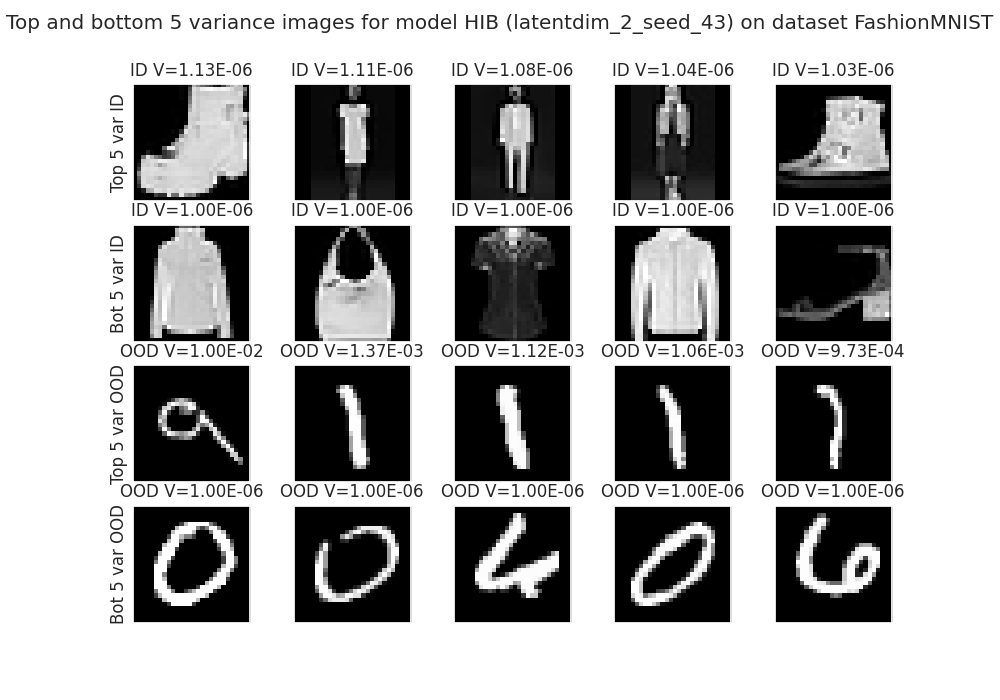 Top and bottom 5 variance images for model HIB (latentdim_2_seed_43) on dataset FashionMNIST
ID V=1.13E-06 ID V=1.11E-06 ID V=1.08E-06 ID V=1.04E-06 ID V=1.03E-06
Top 5 var ID
ID V=1.00E-06 ID V=1.00E-06 ID V=1.00E-06 ID V=1.00E-06 ID V=1.00E-06
Bot 5 var ID
OOD V=1.00E-02 OOD V=1.37E-03 OOD V=1.12E-03 OOD V=1.06E-03 OOD V=9.73E-04
Top 5 var OOD
OOD V=1.00E-06 OOD V=1.00E-06 OOD V=1.00E-06 OOD V=1.00E-06 OOD V=1.00E-06
Bot 5 var OOD